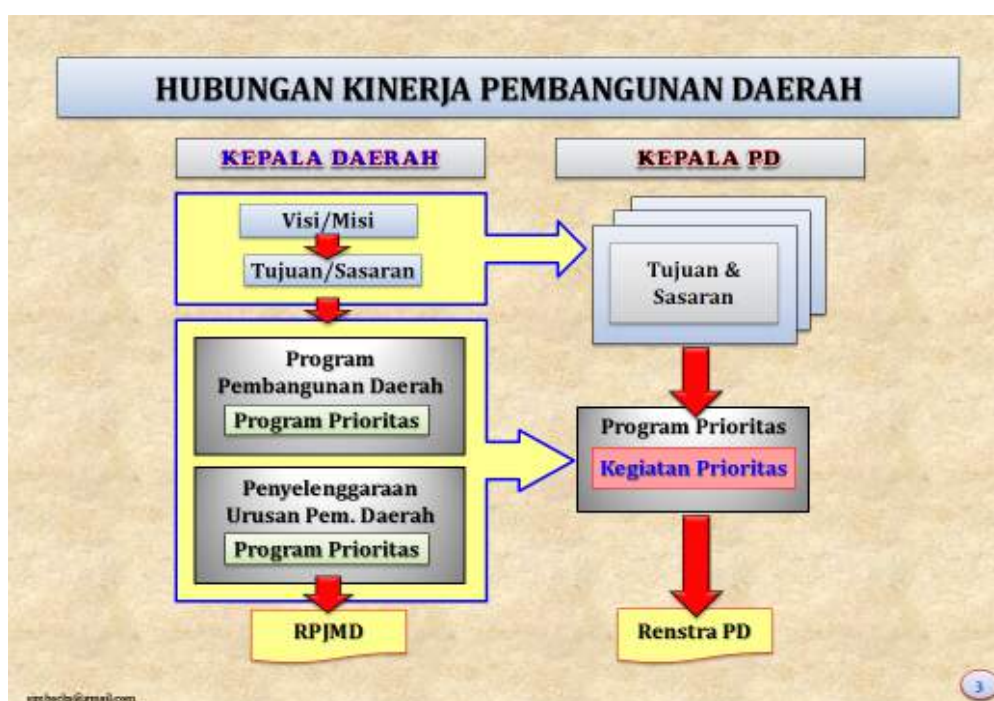 HUBUNGAN KINERJA PEMBANGUNAN DAERAH
KEPALA DAERAH
Visi/Misi
Tujuan/Sasaran
Program
Pembangunan Daerah
Program Prioritas
Penyelenggaraan
Urusan Pem. Daerah
Program Prioritas
RPJMD
KEPALA PD
Tujuan &
Sasaran
Program Prioritas
Kegiatan Prioritas
Renstra PD
3